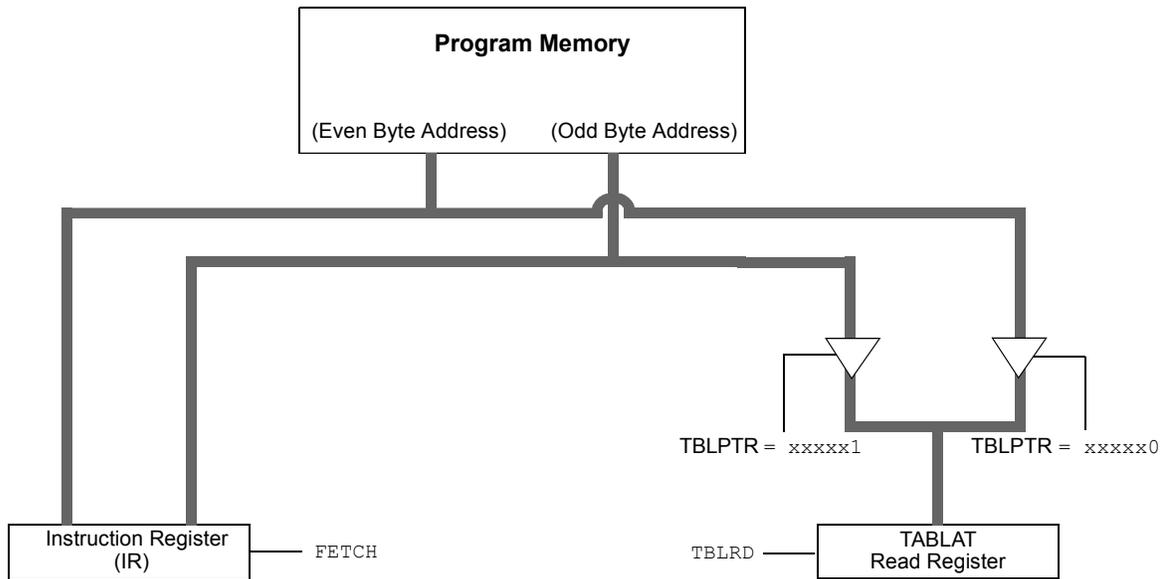 Program Memory
(Even Byte Address) (Odd Byte Address)
TBLPTR = xxxxx1
TBLPTR = xxxxx0
Instruction Register
(IR)
FETCH
TBLRD
TABLAT
Read Register